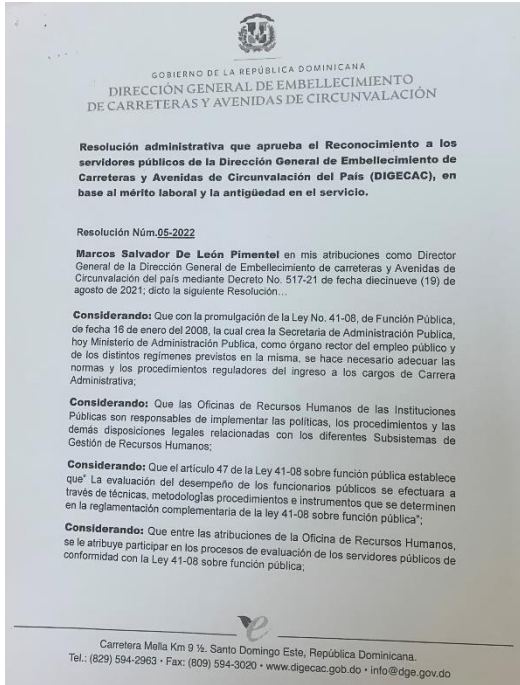 GOBIERNO DE LA REPÚBLICA DOMINICANA
DIRECCIÓN GENERAL DE EMBELLECIMIENTO
DE CARRETERAS Y AVENIDAS DE CIRCUNVALACIÓN
Resolución administrativa que aprueba el Reconocimiento a los
servidores públicos de la Dirección General de Embellecimiento de
Carreteras y Avenidas de Circunvalación del País (DIGECAC), en
base al mérito laboral y la antigüedad en el servicio.
Resolución Núm.05-2022
Marcos Salvador De León Pimentel en mis atribuciones como Director
General de la Dirección General de Embellecimiento de carreteras y Avenidas de
Circunvalación del país mediante Decreto No. 517-21 de fecha diecinueve (19) de
agosto de 2021; dicto la siguiente Resolución...
Considerando: Que con la promulgación de la Ley No. 41-08, de Función Pública,
de fecha 16 de enero del 2008, la cual crea la Secretaria de Administración Publica,
hoy Ministerio de Administración Publica, como órgano rector del empleo público y
de los distintos regímenes previstos en la misma, se hace necesario adecuar las
normas y los procedimientos reguladores del ingreso a los cargos de Carrera
Administrativa;
Considerando: Que las Oficinas de Recursos Humanos de las Instituciones
Públicas son responsables de implementar las políticas, los procedimientos y las
demás disposiciones legales relacionadas con los diferentes Subsistemas de
Gestión de Recursos Humanos;
Considerando: Que el artículo 47 de la Ley 41-08 sobre función pública establece
que" La evaluación del desempeño de los funcionarios públicos se efectuara a
través de técnicas, metodologìas procedimientos e instrumentos que se determinen
en la reglamentación complementaria de la ley 41-08 sobre función pública";
Considerando: Que entre las atribuciones de la Oficina de Recursos Humanos,
se le atribuye participar en los procesos de evaluación de los servidores públicos de
conformidad con la Ley 41-08 sobre función pública;
Carretera Mella Km 9 ½. Santo Domingo Este, República Dominicana.
Tel.: (829) 594-2963 • Fax: (809) 594-3020 • www.digecac.gob.do • info@dge.gov.do